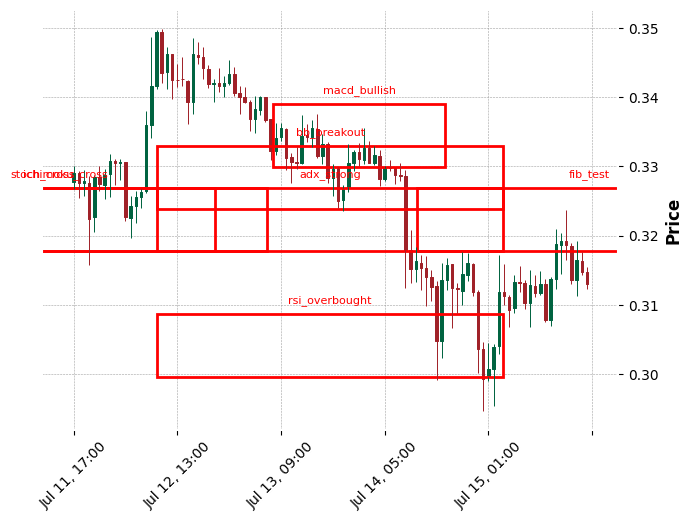 0.35
macd_bullish
0.34
bb_breakout
0.33
adx_strong
fib_test
0.32
Price
0.31
rsi_overbought
0.30
Jul 11, 17:00
Jul 12, 13:00
Jul 13, 09:00
Jul 14, 05:00
Jul 15, 01:00